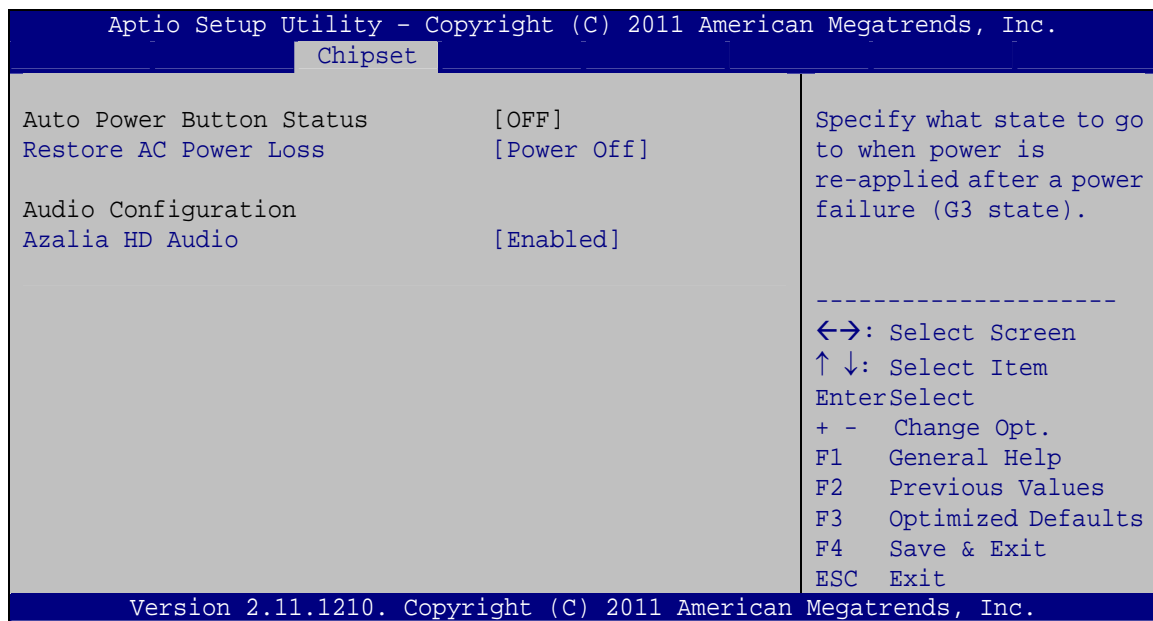 Aptio Setup Utility – Copyright (C) 2011 American Megatrends, Inc.
Chipset
Auto Power Button Status [OFF]
Restore AC Power Loss [Power Off]
Audio Configuration
Azalia HD Audio [Enabled]
Specify what state to go
to when power is
re-applied after a power
failure (G3 state).
---------------------
←→: Select Screen
↑ ↓: Select Item
EnterSelect
+ - Change Opt.
F1 General Help
F2 Previous Values
F3 Optimized Defaults
F4 Save & Exit
ESC Exit
Version 2.11.1210. Copyright (C) 2011 American Megatrends, Inc.